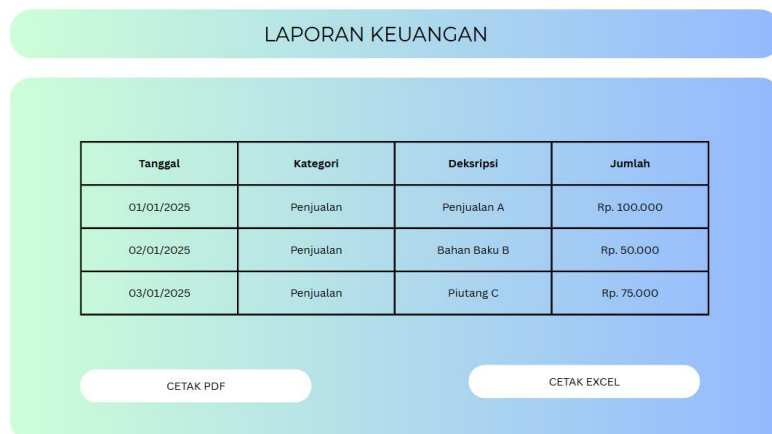 LAPORAN KEUANGAN
Tanggal Kategori Deksripsi Jumlah
01/01/2025 Penjualan Penjualan A Rp. 100.000
02/01/2025 Penjualan Bahan Baku B Rp. 50.000
03/01/2025 Penjualan Piutang C Rp. 75.000
CETAK PDF CETAK EXCEL